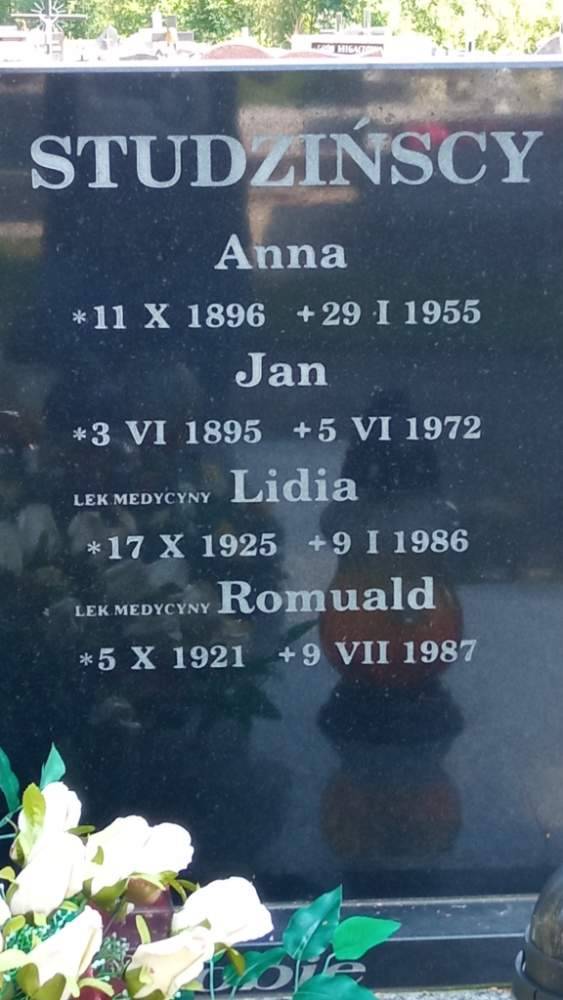 STUDZIŃSCY
Anna
*11 X 1896 +29 I 1955
Jan
*3 VI 1895 +5 VI 1972
LEK MEDYCYNY Lidia
*17 X 1925 +9 I 1986
LEK MEDYCYNY Romuald
*5 X 1921 +9 VII 1987